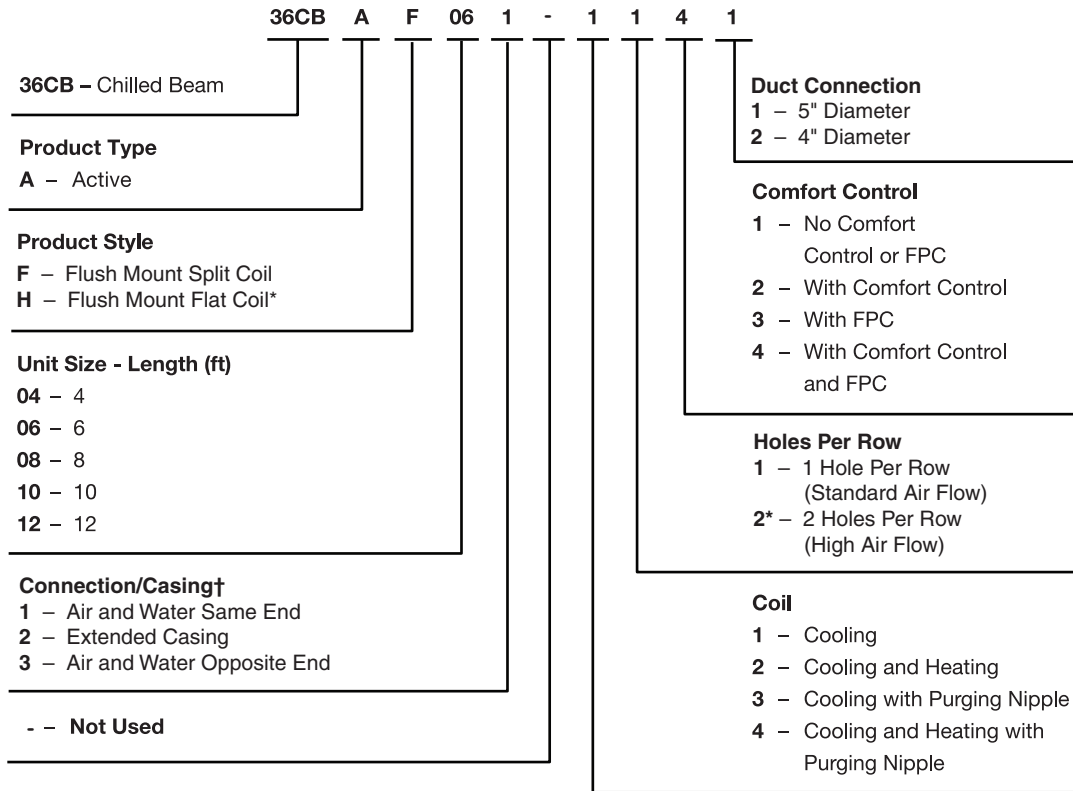 36CB A F 06 1 - 1 1 4 1
36CB – Chilled Beam
Product Type
A – Active
Product Style
F – Flush Mount Split Coil
H – Flush Mount Flat Coil*
Unit Size - Length (ft)
04 – 4
06 – 6
08 – 8
10 – 10
12 – 12
Connection/Casing†
1 – Air and Water Same End
2 – Extended Casing
3 – Air and Water Opposite End
- – Not Used
Duct Connection
1 – 5" Diameter
2 – 4" Diameter
Comfort Control
1 – No Comfort
Control or FPC
2 – With Comfort Control
3 – With FPC
4 – With Comfort Control
and FPC
Holes Per Row
1 – 1 Hole Per Row
(Standard Air Flow)
2* – 2 Holes Per Row
(High Air Flow)
Coil
1 – Cooling
2 – Cooling and Heating
3 – Cooling with Purging Nipple
4 – Cooling and Heating with
Purging Nipple